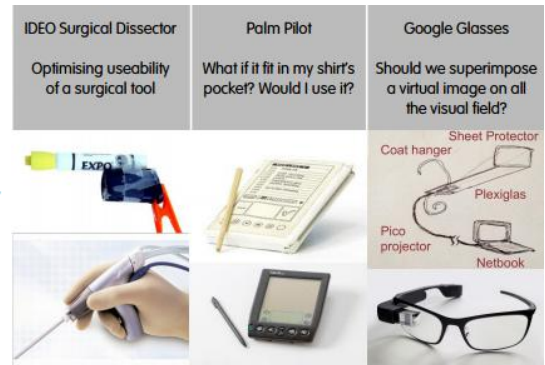 IDEO Surgical Dissector
Optimising useability
of a surgical tool
Palm Pilot
What if it fit in my shirt's
pocket? Would I use it?
Google Glasses
Should we superimpose
a virtual image on all
the visual field?
EXPO
Sheet Protector
Coat hanger
Plexiglas
Pico
projector
Netbook